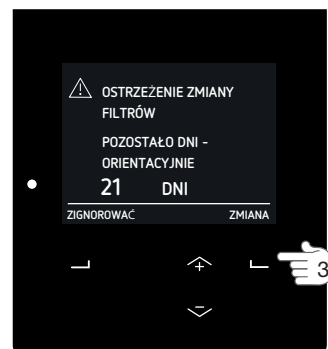 OSTRZEŻENIE ZMIANY
FILTRÓW
POZOSTAŁO DNI -
ORIENTACYJNIE
21 DNI
ZIGNOROWAĆ ZMIANA
3